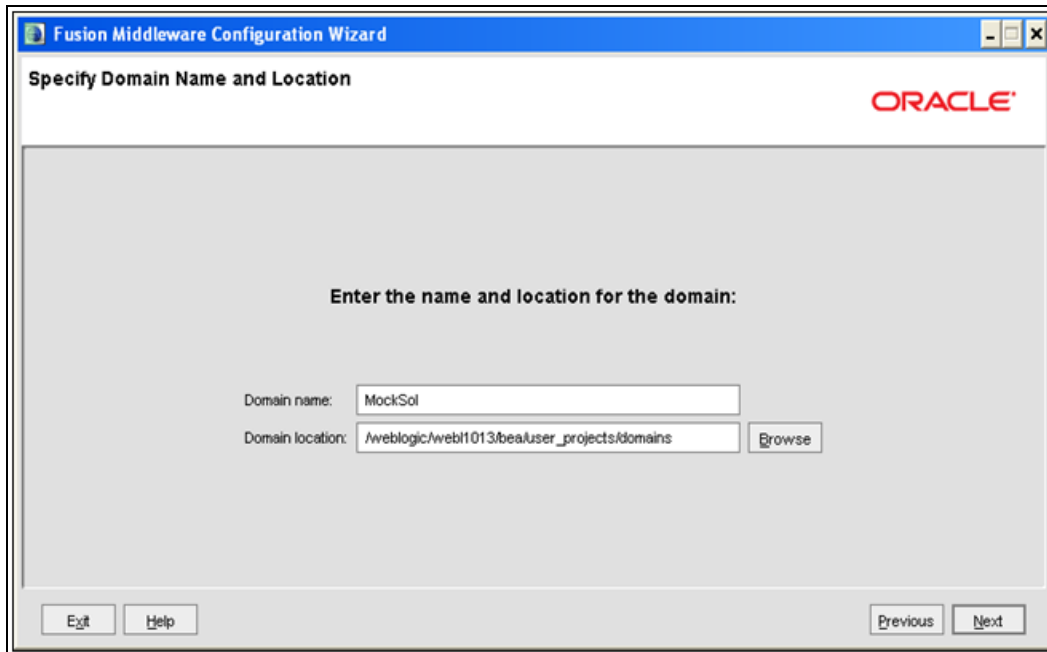 Fusion Middleware Configuration Wizard
Specify Domain Name and Location
ORACLE
Enter the name and location for the domain:
Domain name: MockSol
Domain location: /weblogic/webl1013/bea/user_projects/domains Browse
Exit Help Previous Next